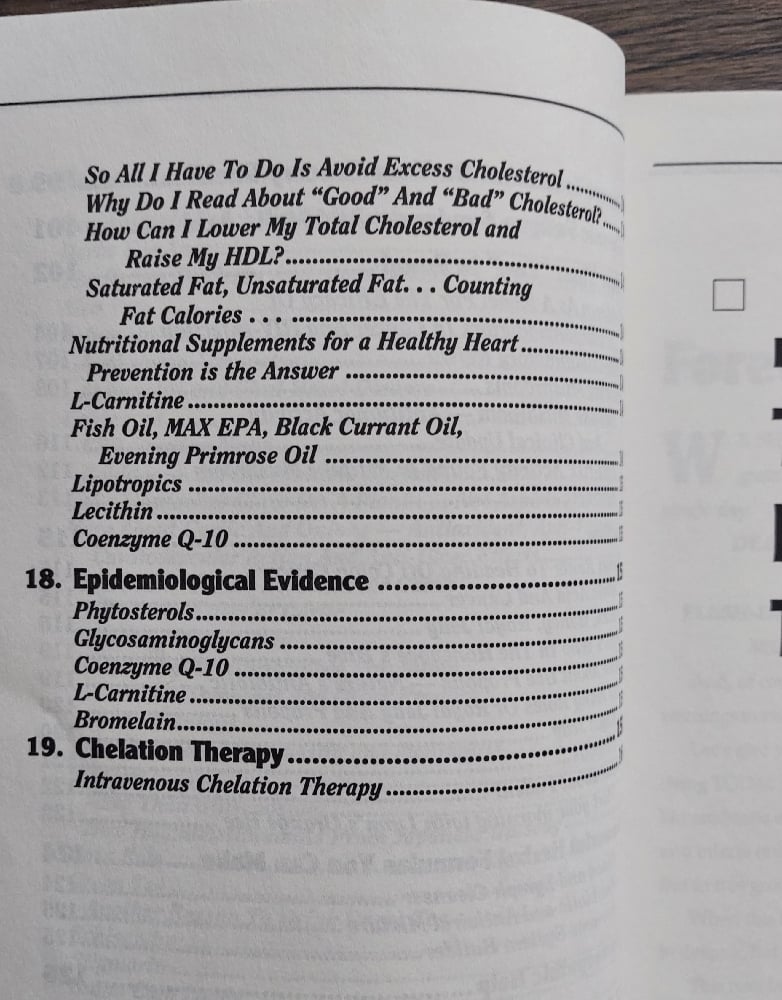 So All I Have To Do Is Avoid Excess Cholesterol
Why Do I Read About “Good” And “Bad” Cholesterol?
How Can I Lower My Total Cholesterol and
Raise My HDL?
Saturated Fat, Unsaturated Fat. . . Counting
Fat Calories . . .
Nutritional Supplements for a Healthy Heart
Prevention is the Answer
L-Carnitine
Fish Oil, MAX EPA, Black Currant Oil,
Evening Primrose Oil
Lipotropics
Lecithin
Coenzyme Q-10
18. Epidemiological Evidence
Phytosterols
Glycosaminoglycans
Coenzyme Q-10
L-Carnitine
Bromelain
19. Chelation Therapy
Intravenous Chelation Therapy